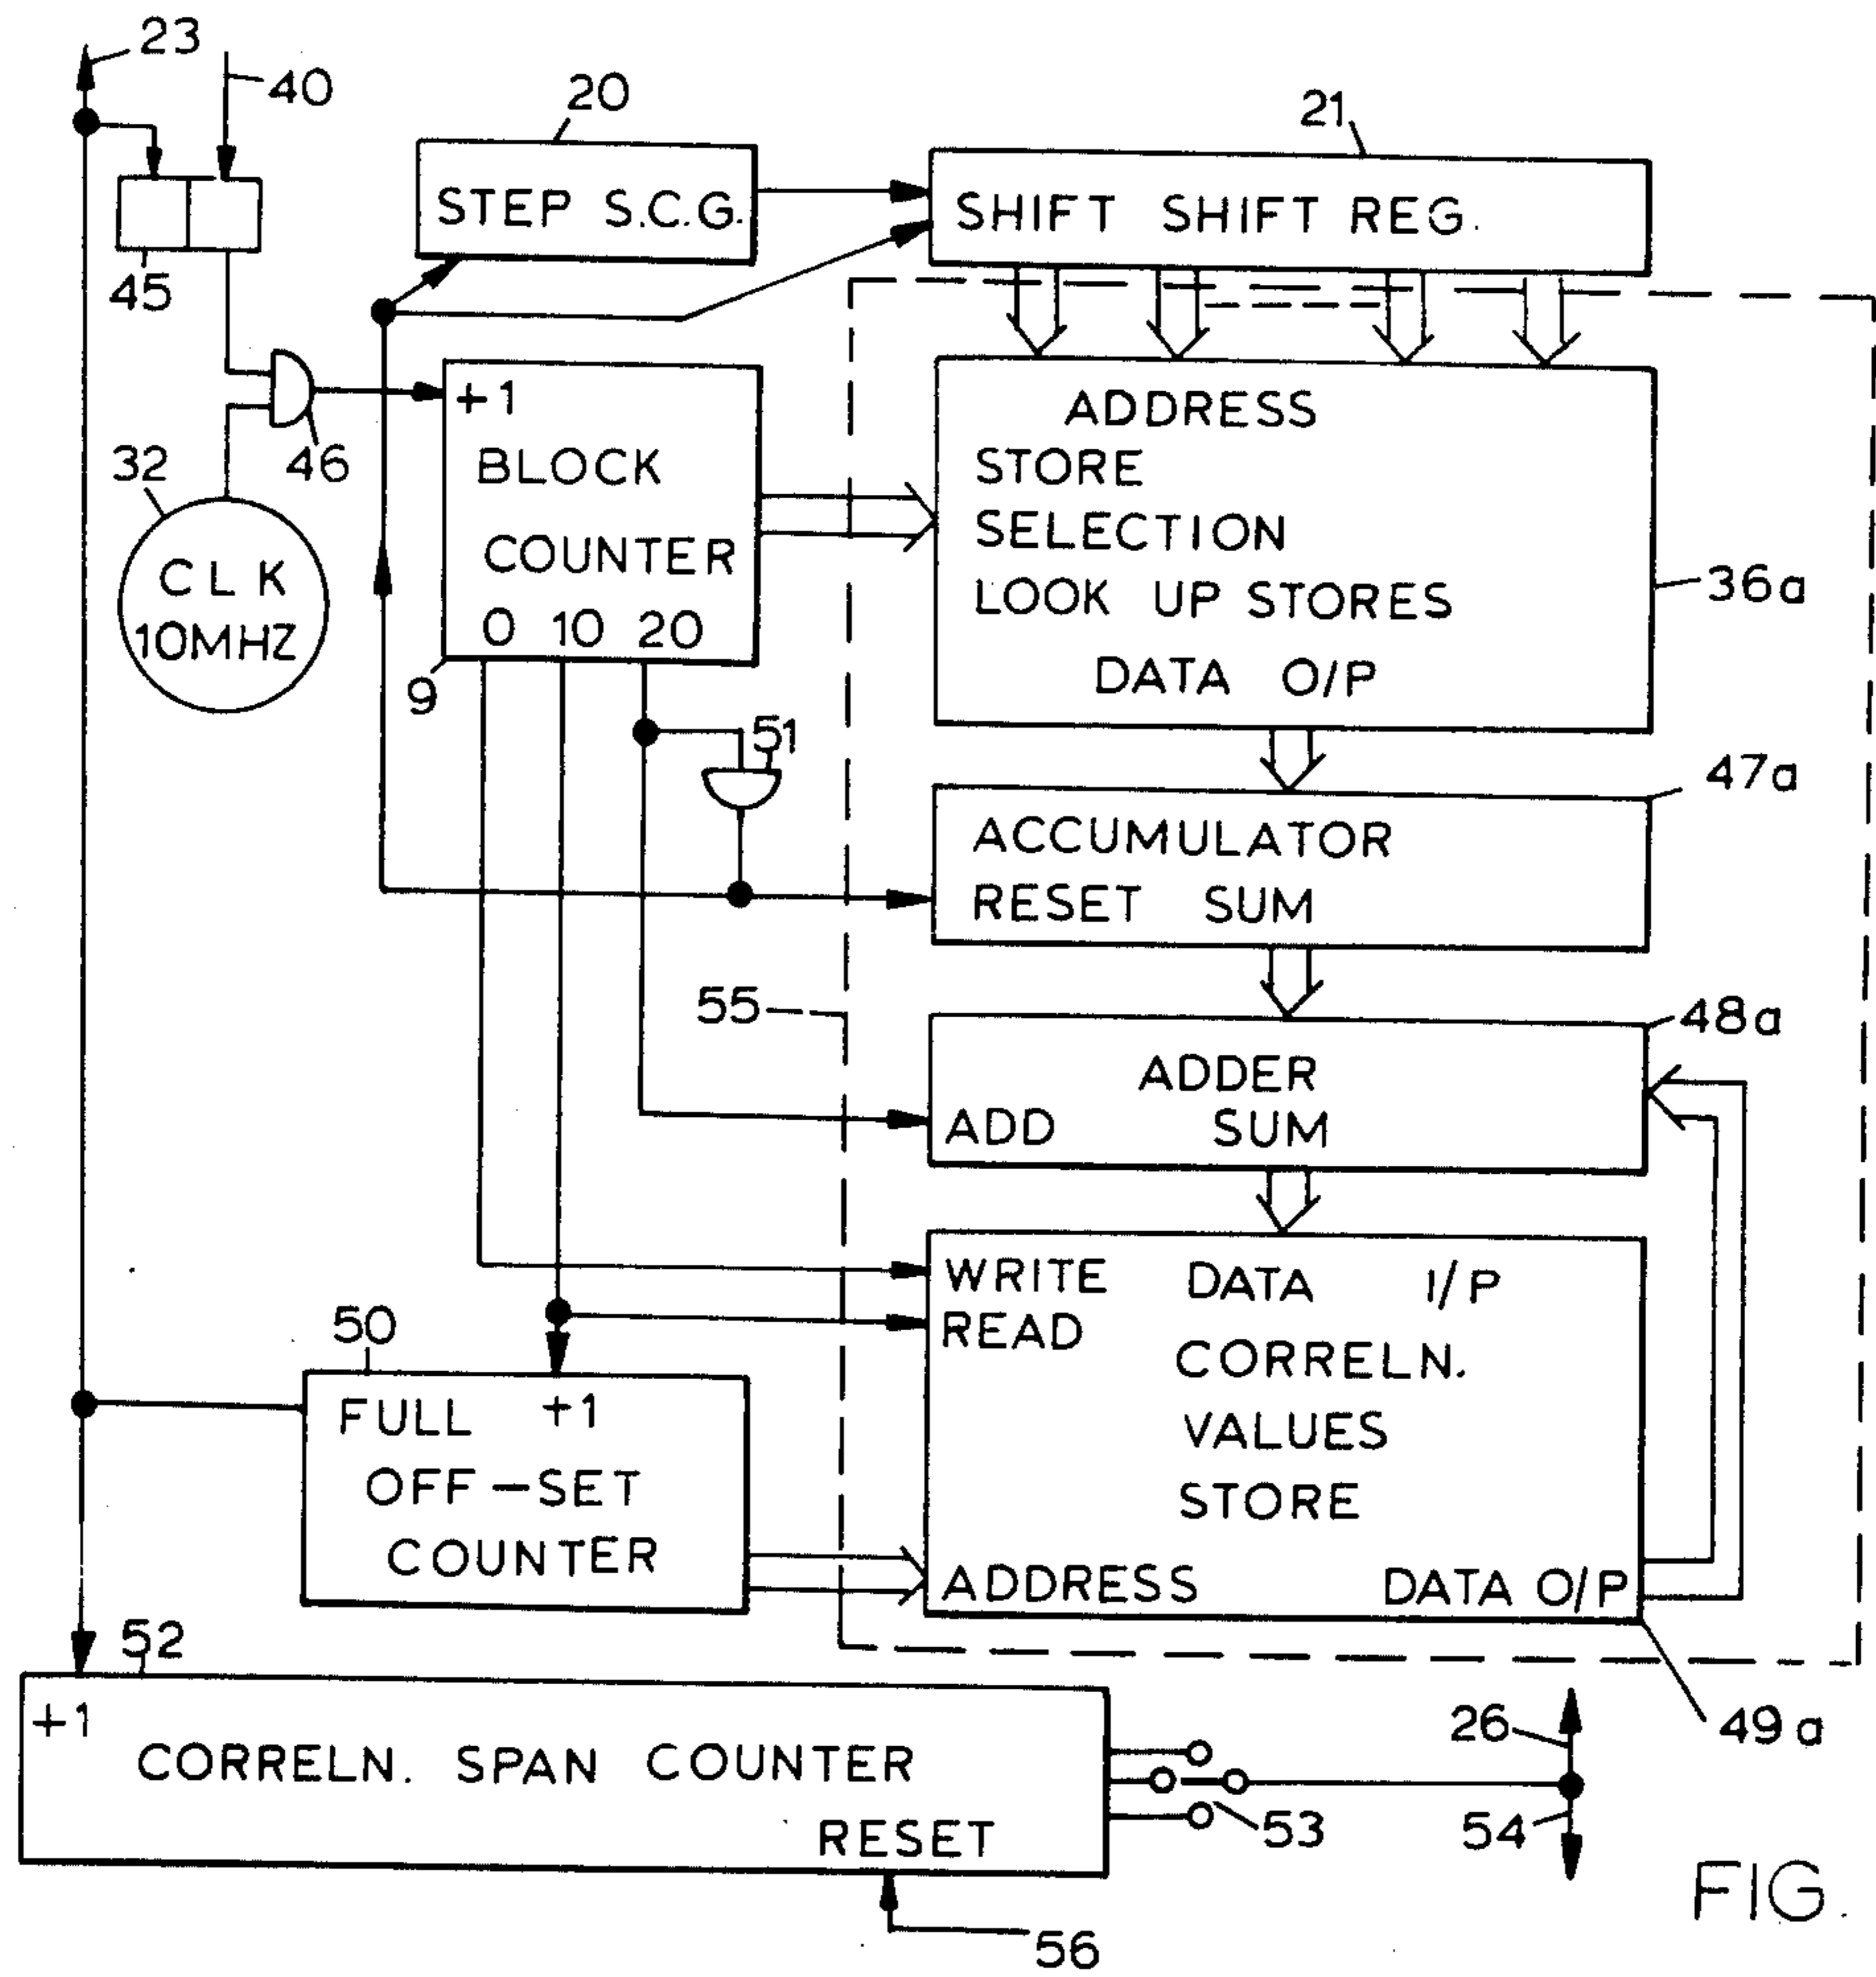 23
40
20
21
STEP S.C.G.
SHIFT SHIFT REG.
45
+1
BLOCK
COUNTER
0 10 20
46
32
CLK
10MHZ
9
51
ADDRESS
STORE
SELECTION
LOOK UP STORES
DATA O/P
36a
47a
ACCUMULATOR
RESET SUM
55
48a
ADDER
ADD SUM
WRITE DATA I/P
READ
CORRELN.
VALUES
STORE
ADDRESS DATA O/P
50
FULL +1
OFF-SET
COUNTER
52
+1
CORRELN. SPAN COUNTER
RESET
53
26
54
49a
56
FIG.